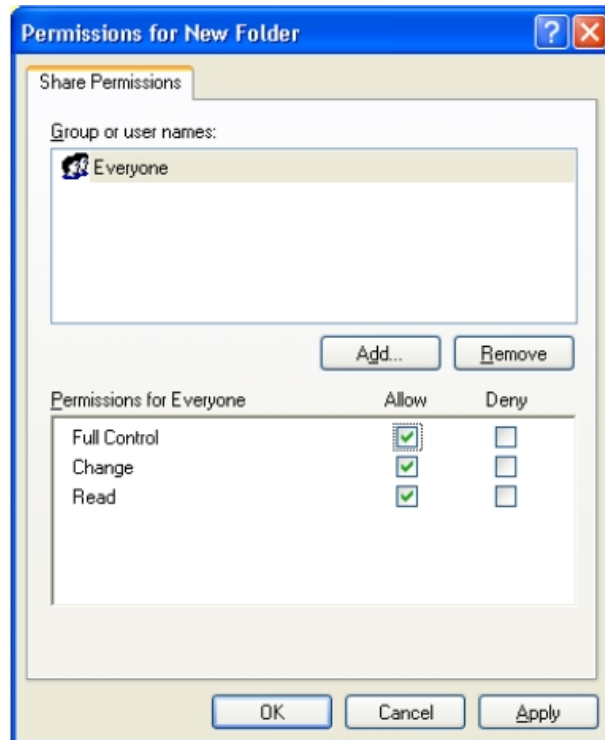 Permissions for New Folder
Share Permissions
Group or user names:
Everyone
Add... Remove
Permissions for Everyone Allow Deny
Full Control
Change
Read
OK Cancel Apply